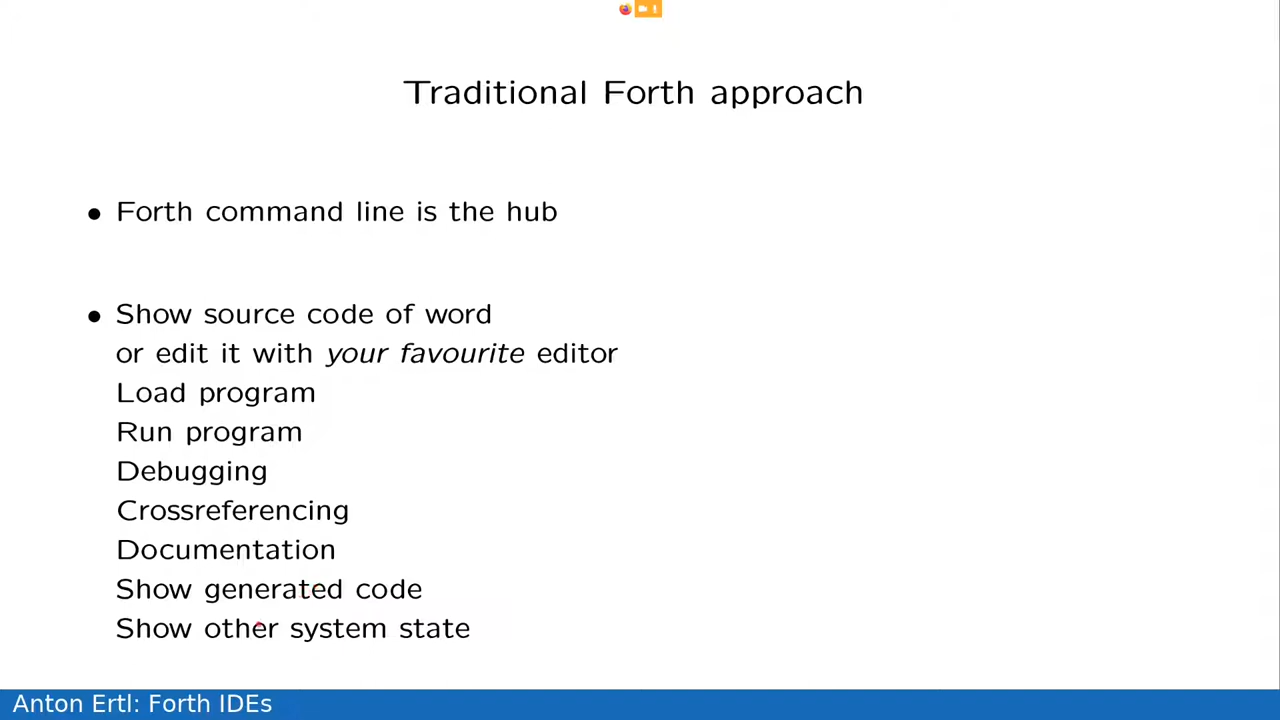 Traditional Forth approach
• Forth command line is the hub
• Show source code of word
or edit it with your favourite editor
Load program
Run program
Debugging
Crossreferencing
Documentation
Show generated code
Show other system state
Anton Ertl: Forth IDEs